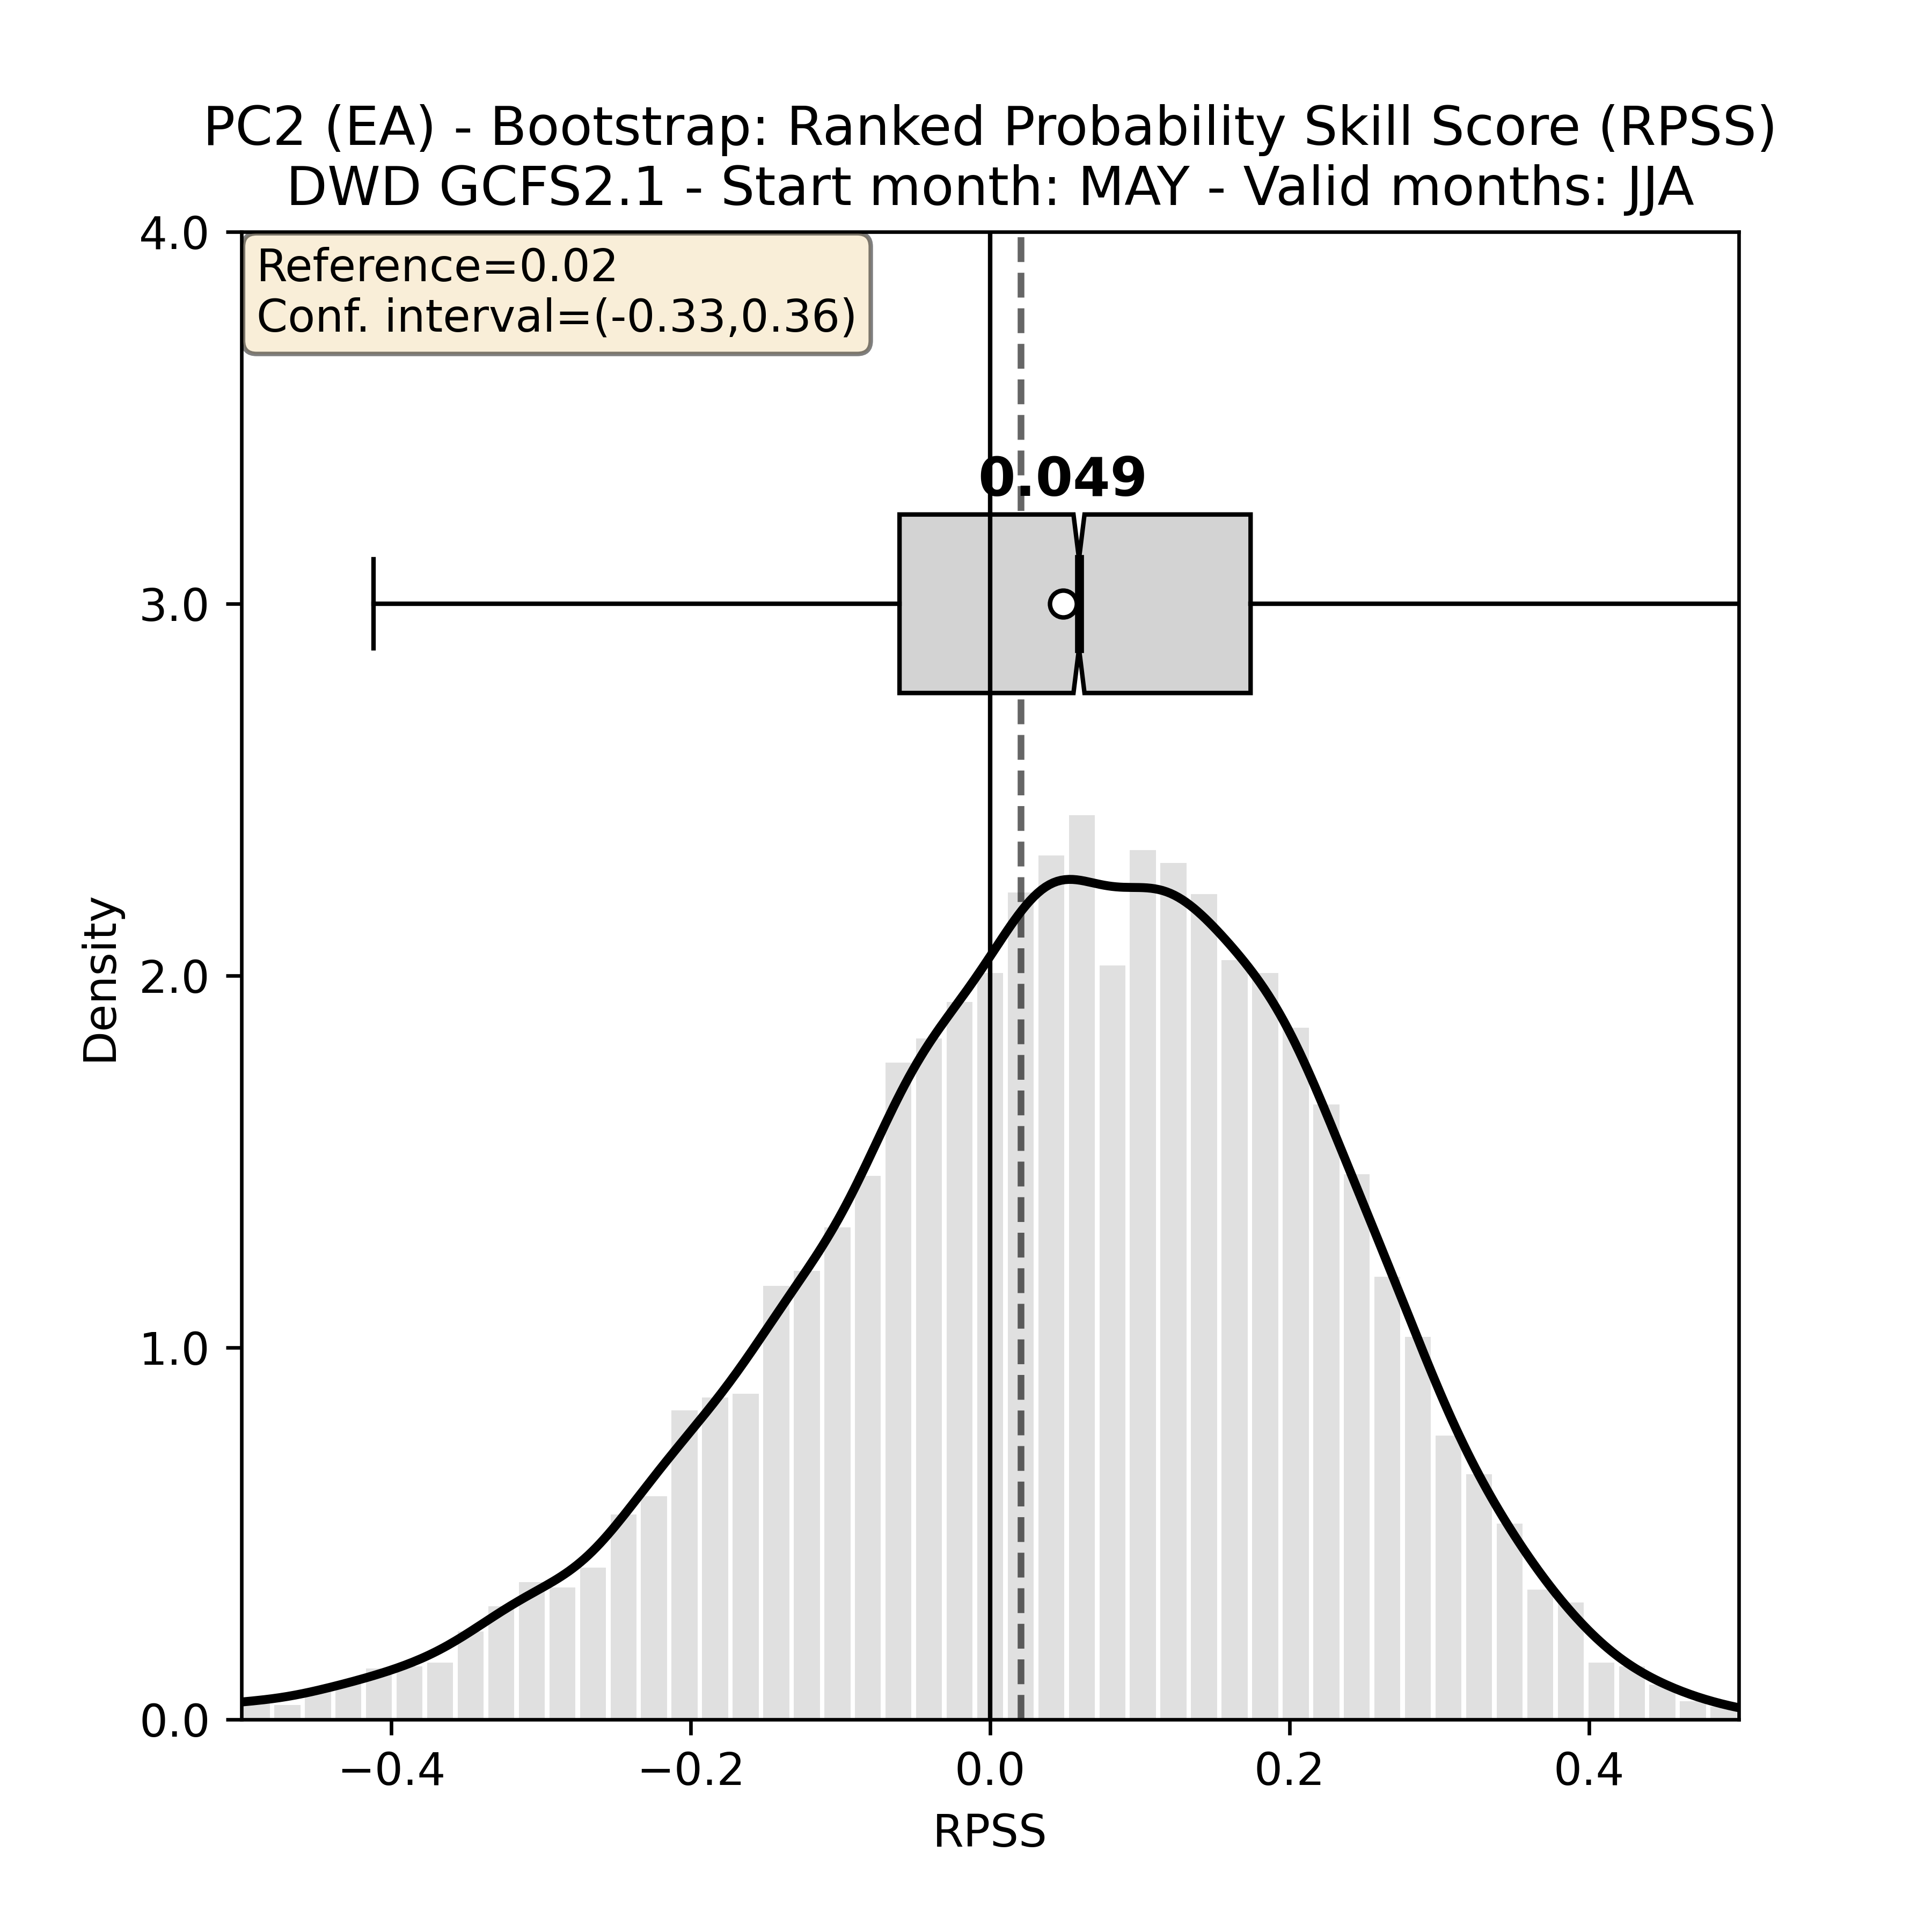 PC2 (EA) - Bootstrap: Ranked Probability Skill Score (RPSS)
DWD GCFS2.1 - Start month: MAY - Valid months: JJA
4.0
Reference=0.02
Conf. interval=(-0.33,0.36)
0.049
3.0
Density
2.0
1.0
0.0
−0.4 −0.2 0.0 0.2 0.4
RPSS